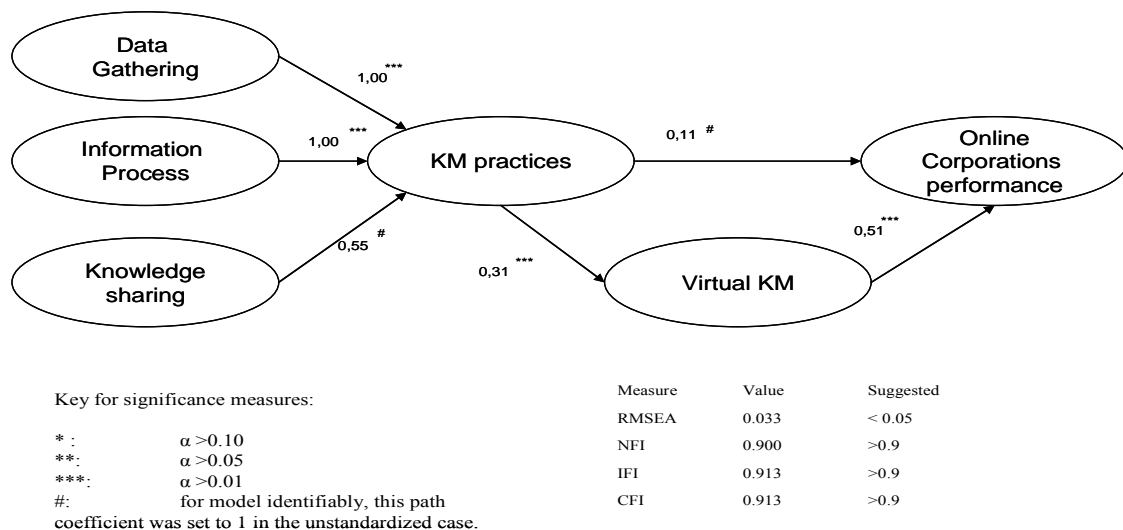 Data
Gathering
1,00 ***
Information
Process
1,00 ***
KM practices
0,11 #
Online
Corporations
performance
0,55 #
Knowledge
sharing
0,31 ***
Virtual KM
0,51 ***
Key for significance measures:
* : α >0.10
**: α >0.05
***: α >0.01
#: for model identifiably, this path
coefficient was set to 1 in the unstandardized case.
Measure Value Suggested
RMSEA 0.033 < 0.05
NFI 0.900 >0.9
IFI 0.913 >0.9
CFI 0.913 >0.9